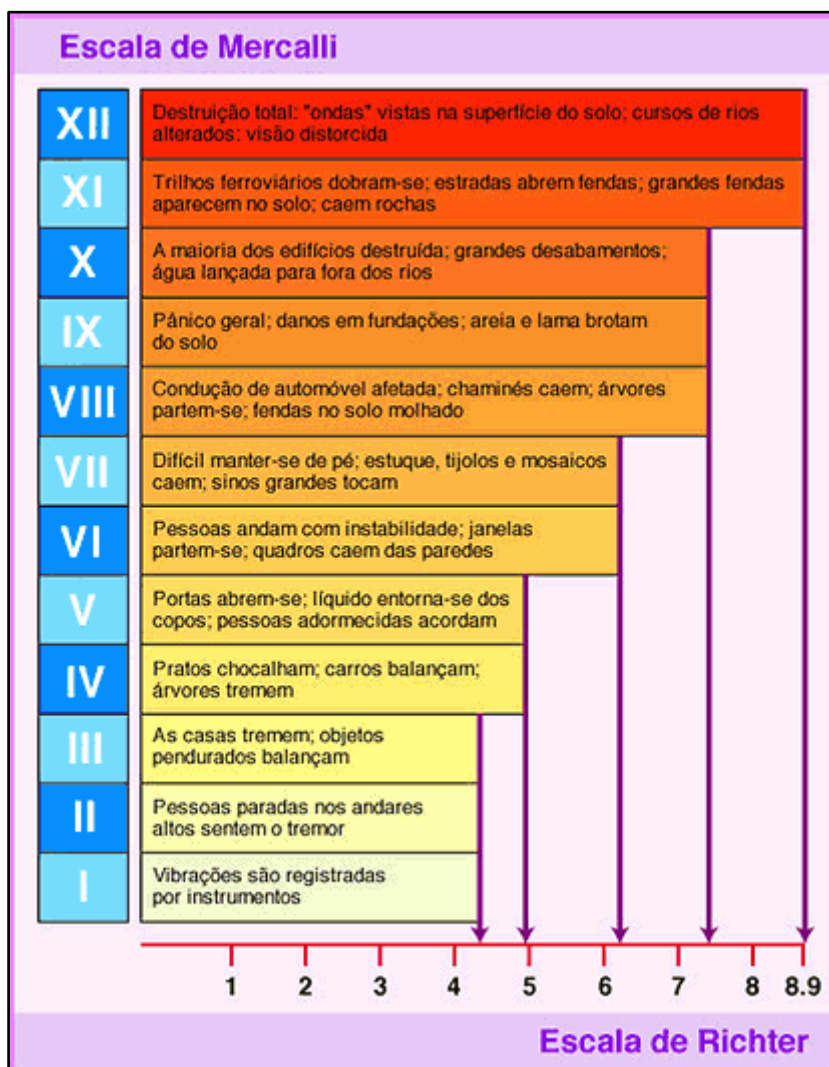 Escala de Mercalli
XII
Destruição total: "ondas" vistas na superfície do solo; cursos de rios
alterados: visão distorcida
XI
Trilhos ferroviários dobram-se; estradas abrem fendas; grandes fendas
aparecem no solo; caem rochas
X
A maioria dos edifícios destruída; grandes desabamentos;
água lançada para fora dos rios
IX
Pânico geral; danos em fundações; areia e lama brotam
do solo
VIII
Condução de automóvel afetada; chaminés caem; árvores
partem-se; fendas no solo molhado
VII
Difícil manter-se de pé; estuque, tijolos e mosaicos
caem; sinos grandes tocam
VI
Pessoas andam com instabilidade; janelas
partem-se; quadros caem das paredes
V
Portas abrem-se; líquido entorna-se dos
copos; pessoas adormecidas acordam
IV
Pratos chocalham; carros balançam;
árvores tremem
III
As casas tremem; objetos
pendurados balançam
II
Pessoas paradas nos andares
altos sentem o tremor
I
Vibrações são registradas
por instrumentos
1 2 3 4 5 6 7 8 8.9
Escala de Richter